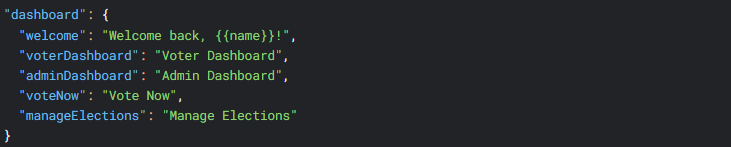 "dashboard": {
  "welcome": "Welcome back, {{name}}!",
  "voterDashboard": "Voter Dashboard",
  "adminDashboard": "Admin Dashboard",
  "voteNow": "Vote Now",
  "manageElections": "Manage Elections"
}